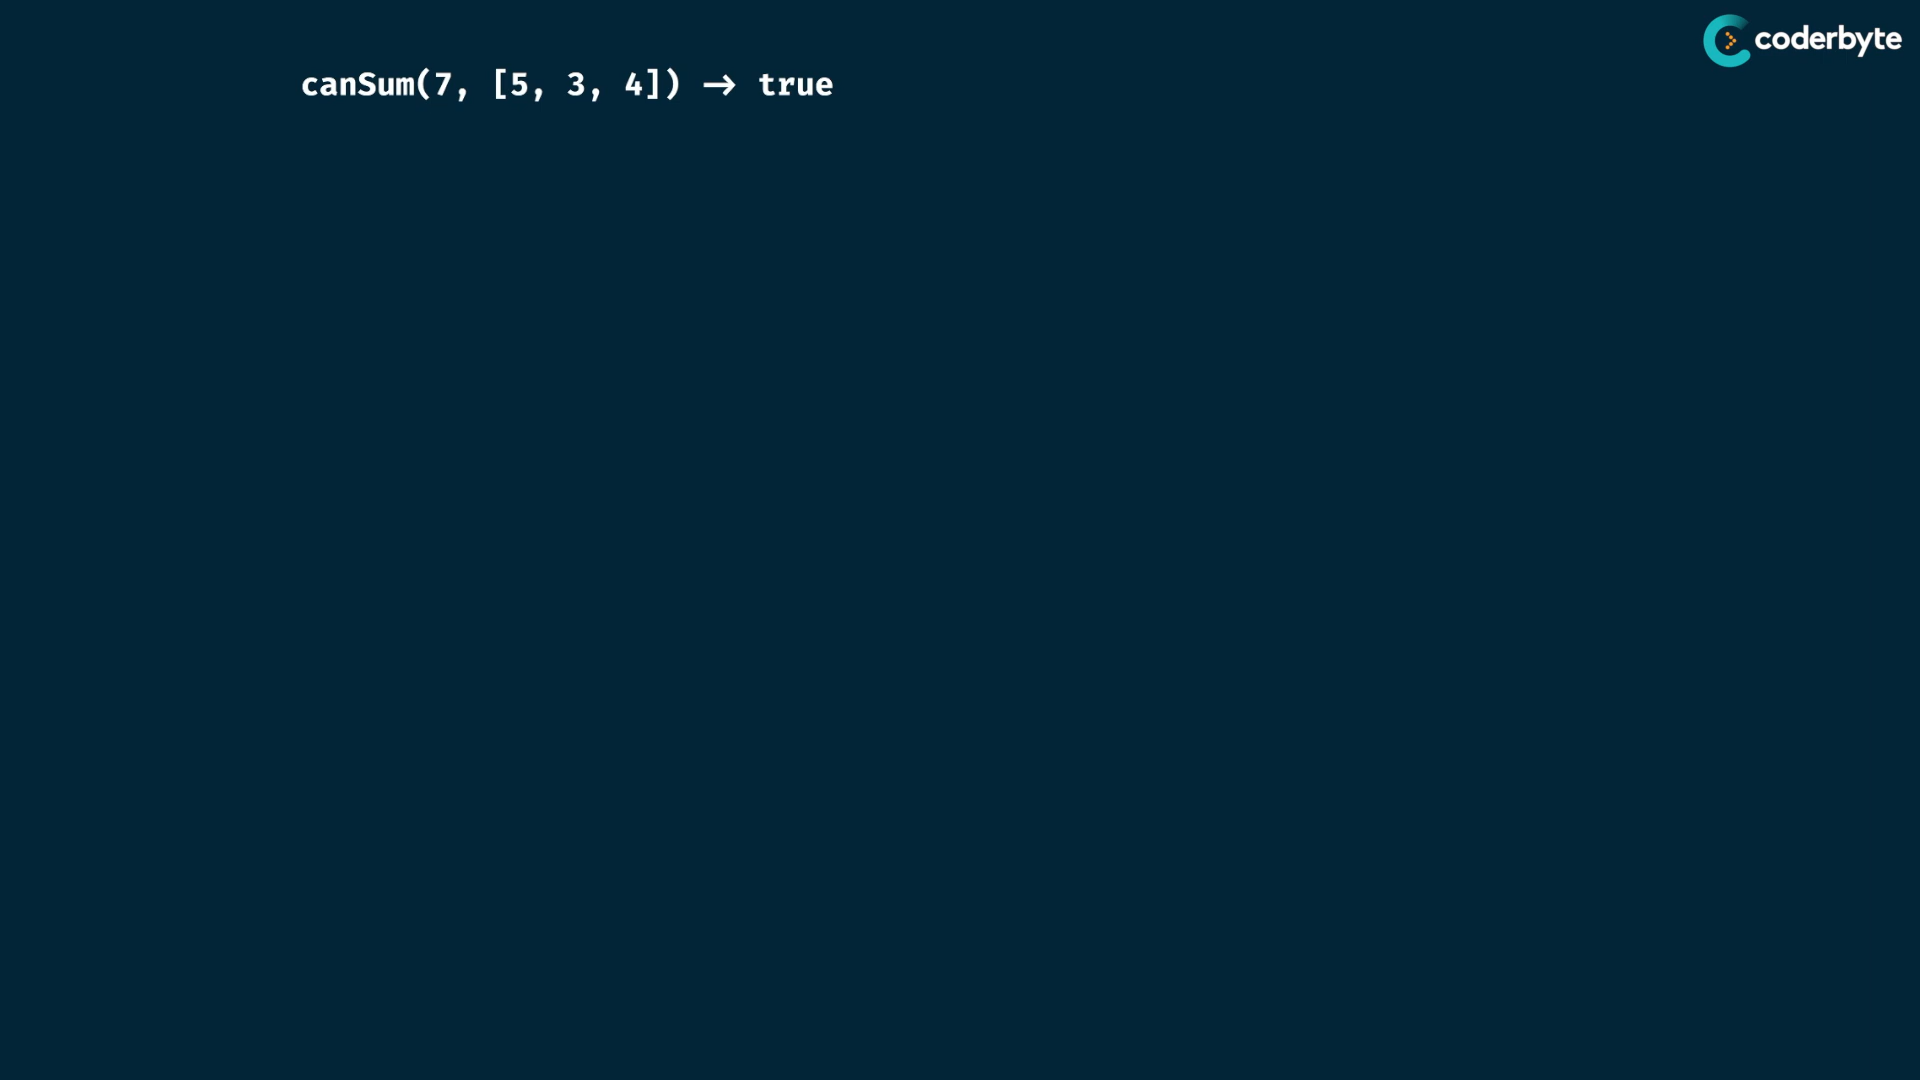 coderbyte
canSum(7, [5, 3, 4]) → true